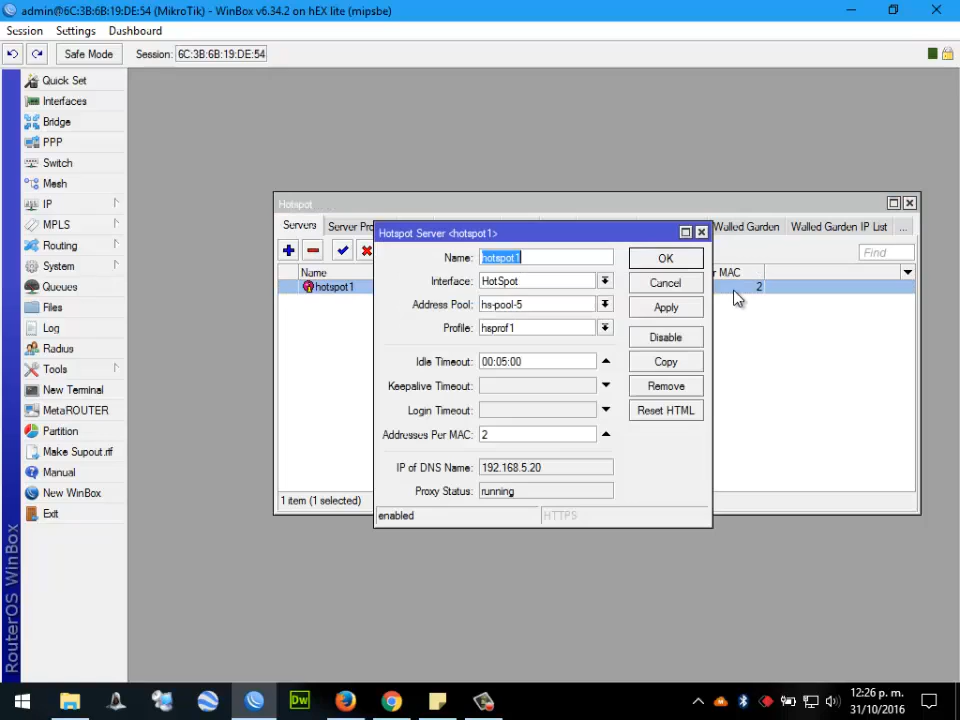 admin@6C:3B:6B:19:DE:54 (MikroTik) - WinBox v6.34.2 on hEX lite (mipsbe)
Session Settings Dashboard
Safe Mode Session: 6C:3B:6B:19:DE:54
Quick Set
Interfaces
Bridge
PPP
Switch
Mesh
IP
MPLS
Routing
System
Queues
Files
Log
Radius
Tools
New Terminal
MetaROUTER
Partition
Make Supout.rif
Manual
New WinBox
Exit
RouterOS WinBox
Hotspot
Servers Server Pro Walled Garden Walled Garden IP List ...
Find
Name r MAC
hotspot1 2
1 item (1 selected)
Hotspot Server <hotspot1>
Name: hotspot1
Interface: HotSpot
Address Pool: hs-pool-5
Profile: hsprof1
Idle Timeout: 00:05:00
Keepalive Timeout:
Login Timeout:
Addresses Per MAC: 2
IP of DNS Name: 192.168.5.20
Proxy Status: running
enabled HTTPS
OK
Cancel
Apply
Disable
Copy
Remove
Reset HTML
Dw
12:26 p. m.
31/10/2016